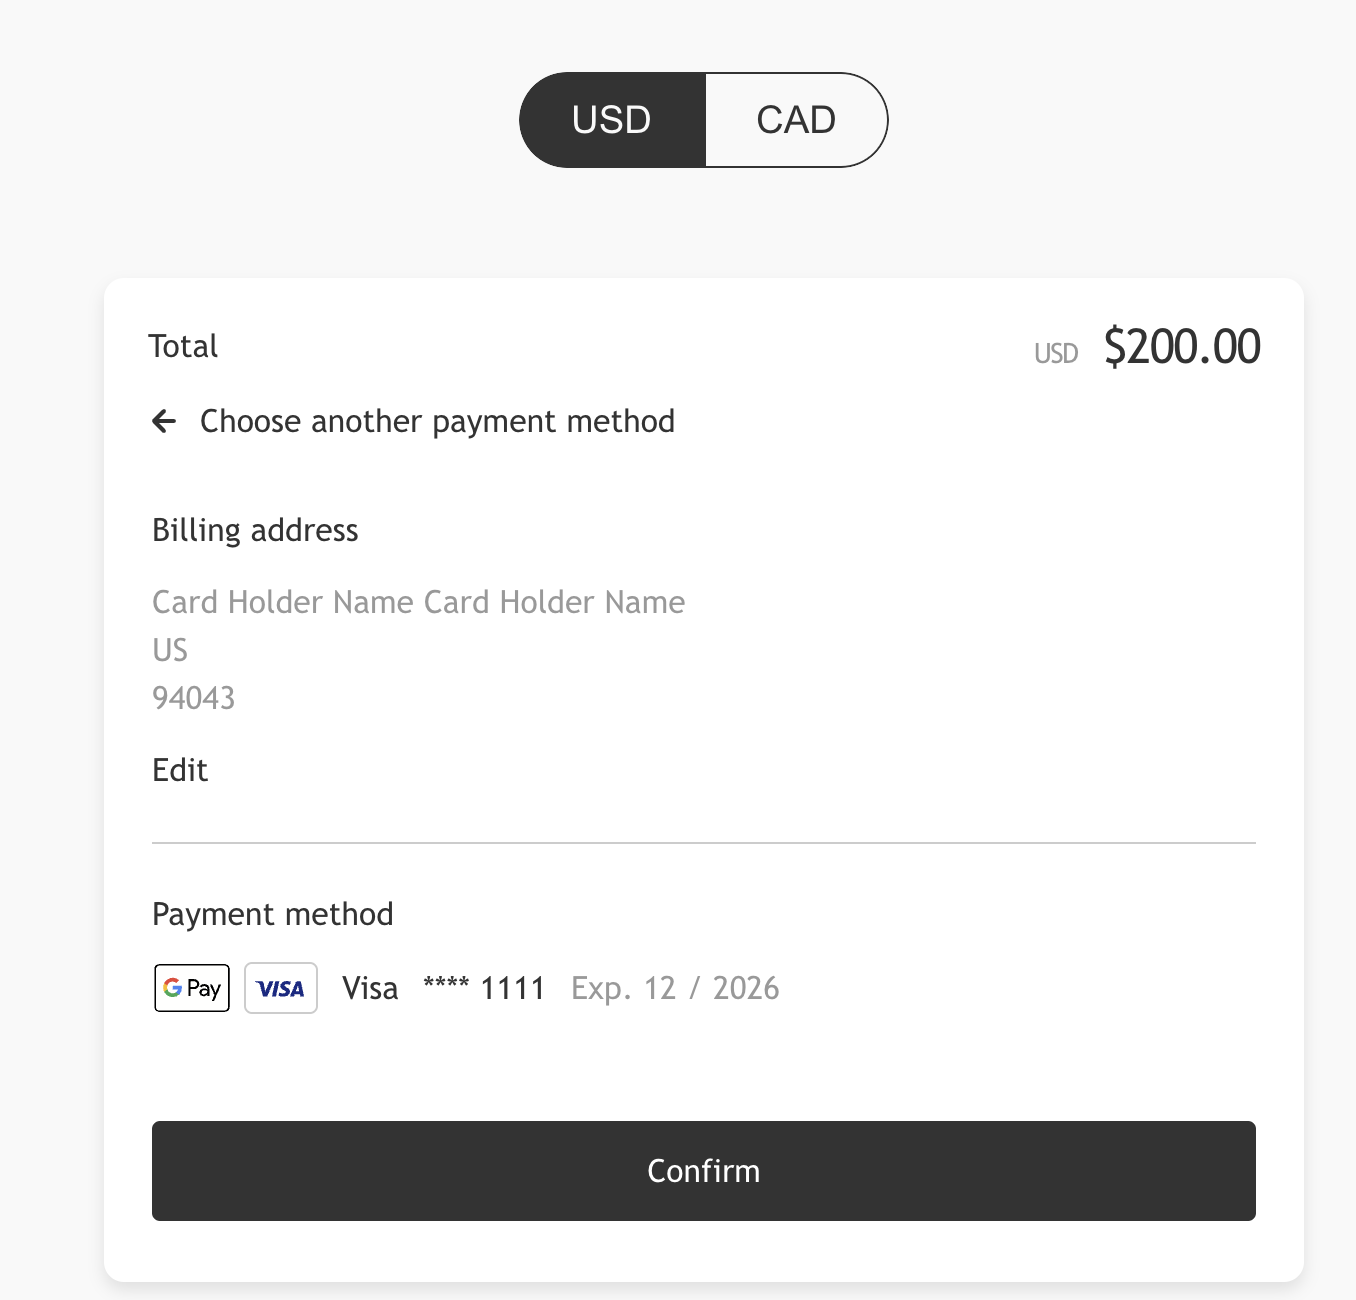 USD CAD
Total USD $200.00
← Choose another payment method
Billing address
Card Holder Name Card Holder Name
US
94043
Edit
Payment method
G Pay VISA Visa **** 1111 Exp. 12 / 2026
Confirm